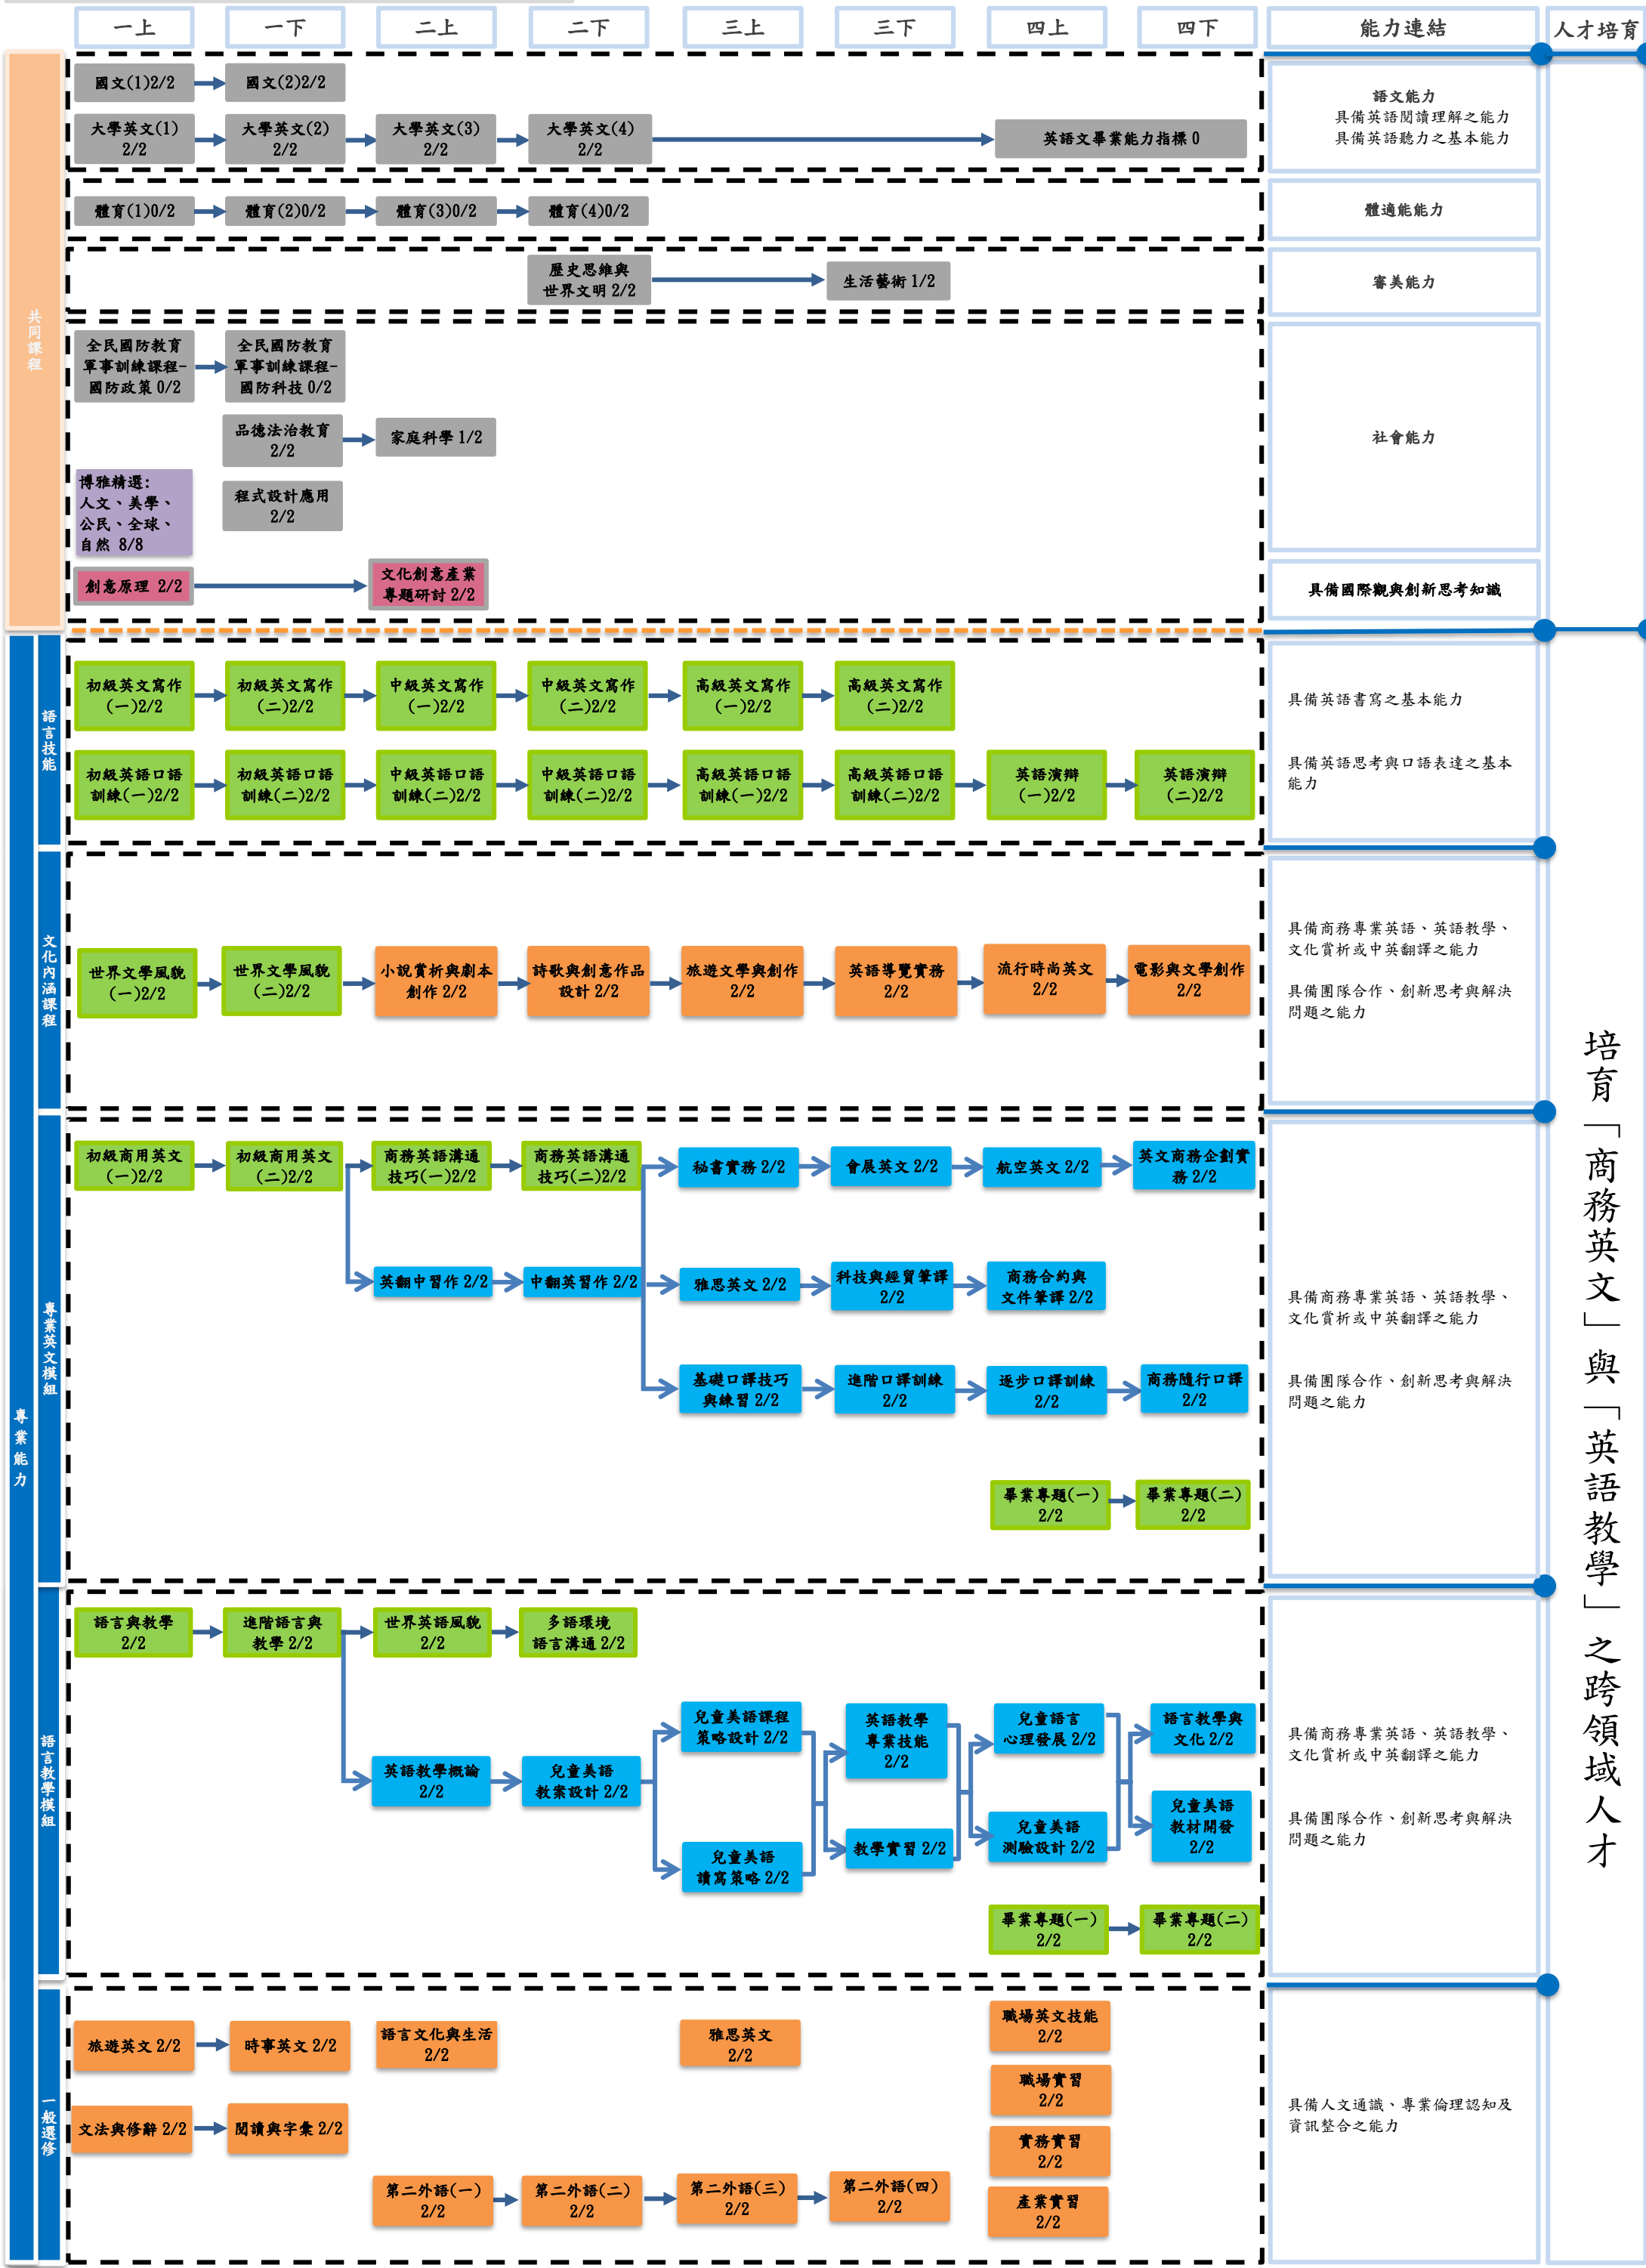 一上
一下
二上
二下
三上
三下
四上
四下
能力連結
人才培育
共同課程
國文(1)2/2
國文(2)2/2
大學英文(1)
2/2
大學英文(2)
2/2
大學英文(3)
2/2
大學英文(4)
2/2
英語文畢業能力指標 0
語文能力
具備英語閱讀理解之能力
具備英語聽力之基本能力
體育(1)0/2
體育(2)0/2
體育(3)0/2
體育(4)0/2
體適能能力
歷史思維與
世界文明 2/2
生活藝術 1/2
審美能力
全民國防教育
軍事訓練課程-
國防政策 0/2
全民國防教育
軍事訓練課程-
國防科技 0/2
品德法治教育
2/2
家庭科學 1/2
社會能力
博雅精選:
人文、美學、
公民、全球、
自然 8/8
程式設計應用
2/2
創意原理 2/2
文化創意產業
專題研討 2/2
具備國際觀與創新思考知識
專業能力
語言技能
初級英文寫作
(一)2/2
初級英文寫作
(二)2/2
中級英文寫作
(一)2/2
中級英文寫作
(二)2/2
高級英文寫作
(一)2/2
高級英文寫作
(二)2/2
具備英語書寫之基本能力
初級英語口語
訓練(一)2/2
初級英語口語
訓練(二)2/2
中級英語口語
訓練(二)2/2
中級英語口語
訓練(二)2/2
高級英語口語
訓練(一)2/2
高級英語口語
訓練(二)2/2
英語演辯
(一)2/2
英語演辯
(二)2/2
具備英語思考與口語表達之基本
能力
文化內涵課程
世界文學風貌
(一)2/2
世界文學風貌
(二)2/2
小說賞析與劇本
創作 2/2
詩歌與創意作品
設計 2/2
旅遊文學與創作
2/2
英語導覽實務
2/2
流行時尚英文
2/2
電影與文學創作
2/2
具備商務專業英語、英語教學、
文化賞析或中英翻譯之能力
具備團隊合作、創新思考與解決
問題之能力
專業英文模組
初級商用英文
(一)2/2
初級商用英文
(二)2/2
商務英語溝通
技巧(一)2/2
商務英語溝通
技巧(二)2/2
秘書實務 2/2
會展英文 2/2
航空英文 2/2
英文商務企劃實
務 2/2
英翻中習作 2/2
中翻英習作 2/2
雅思英文 2/2
科技與經貿筆譯
2/2
商務合約與
文件筆譯 2/2
基礎口譯技巧
與練習 2/2
進階口譯訓練
2/2
逐步口譯訓練
2/2
商務隨行口譯
2/2
畢業專題(一)
2/2
畢業專題(二)
2/2
具備商務專業英語、英語教學、
文化賞析或中英翻譯之能力
具備團隊合作、創新思考與解決
問題之能力
語言教學模組
語言與教學
2/2
進階語言與
教學 2/2
世界英語風貌
2/2
多語環境
語言溝通 2/2
英語教學概論
2/2
兒童美語
教案設計 2/2
兒童美語課程
策略設計 2/2
兒童美語
讀寫策略 2/2
英語教學
專業技能
2/2
教學實習 2/2
兒童語言
心理發展 2/2
兒童美語
測驗設計 2/2
語言教學與
文化 2/2
兒童美語
教材開發
2/2
畢業專題(一)
2/2
畢業專題(二)
2/2
具備商務專業英語、英語教學、
文化賞析或中英翻譯之能力
具備團隊合作、創新思考與解決
問題之能力
一般選修
旅遊英文 2/2
時事英文 2/2
語言文化與生活
2/2
雅思英文
2/2
職場英文技能
2/2
職場實習
2/2
文法與修辭 2/2
閱讀與字彙 2/2
實務實習
2/2
第二外語(一)
2/2
第二外語(二)
2/2
第二外語(三)
2/2
第二外語(四)
2/2
產業實習
2/2
具備人文通識、專業倫理認知及
資訊整合之能力
培育「商務英文」與「英語教學」之跨領域人才